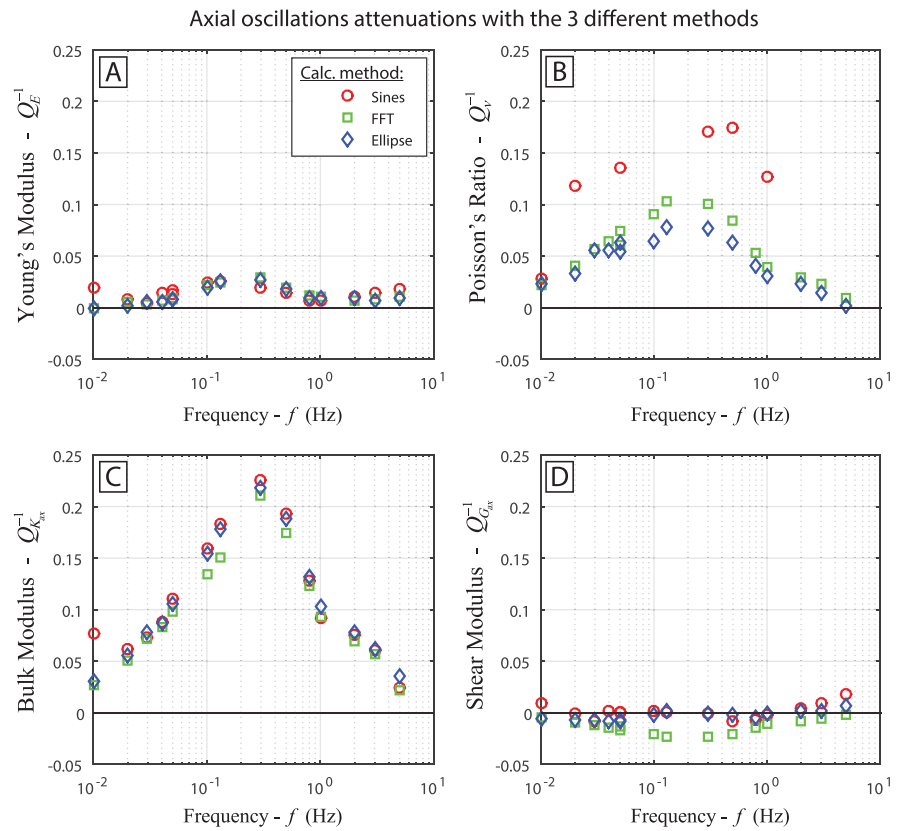 Axial oscillations attenuations with the 3 different methods
A
Calc. method:
Sines
FFT
Ellipse
Young's Modulus - Q_E^{-1}
0.25
0.2
0.15
0.1
0.05
0
-0.05
10^{-2} 10^{-1} 10^{0} 10^{1}
Frequency - f (Hz)
B
Poisson's Ratio - Q_ν^{-1}
0.25
0.2
0.15
0.1
0.05
0
-0.05
10^{-2} 10^{-1} 10^{0} 10^{1}
Frequency - f (Hz)
C
Bulk Modulus - Q_{K_{ax}}^{-1}
0.25
0.2
0.15
0.1
0.05
0
-0.05
10^{-2} 10^{-1} 10^{0} 10^{1}
Frequency - f (Hz)
D
Shear Modulus - Q_{G_{ax}}^{-1}
0.25
0.2
0.15
0.1
0.05
0
-0.05
10^{-2} 10^{-1} 10^{0} 10^{1}
Frequency - f (Hz)